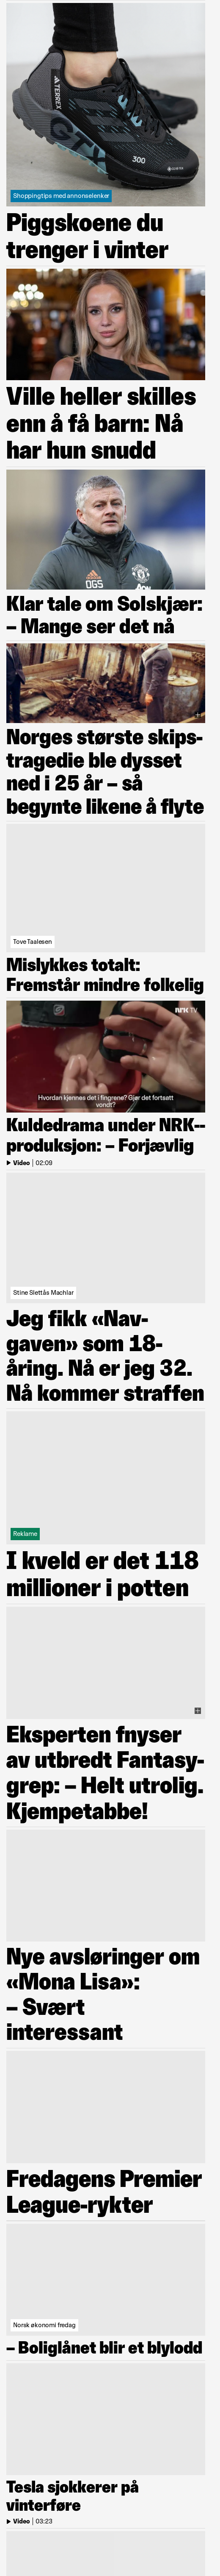 TERREX
300
Shoppingtips med annonselenker
Piggskoene du
trenger i vinter
Ville heller skilles
enn å få barn: Nå
har hun snudd
OGS
Klar tale om Solskjær:
– Mange ser det nå
Norges største skips-
tragedie ble dysset
ned i 25 år – så
begynte likene å flyte
Tove Taalesen
Mislykkes totalt:
Fremstår mindre folkelig
NRK TV
Hvordan kjennes det i fingrene? Gjør det fortsatt
vondt?
Kuldedrama under NRK-­
produksjon: – Forjævlig
Video | 02:09
Stine Slettås Machlar
Jeg fikk «Nav-
gaven» som 18-
åring. Nå er jeg 32.
Nå kommer straffen
Reklame
I kveld er det 118
millioner i potten
Eksperten fnyser
av utbredt Fantasy-
grep: – Helt utrolig.
Kjempetabbe!
Nye avsløringer om
«Mona Lisa»:
– Svært
interessant
Fredagens Premier
League-rykter
Norsk økonomi fredag
– Boliglånet blir et blylodd
Tesla sjokkerer på
vinterføre
Video | 03:23